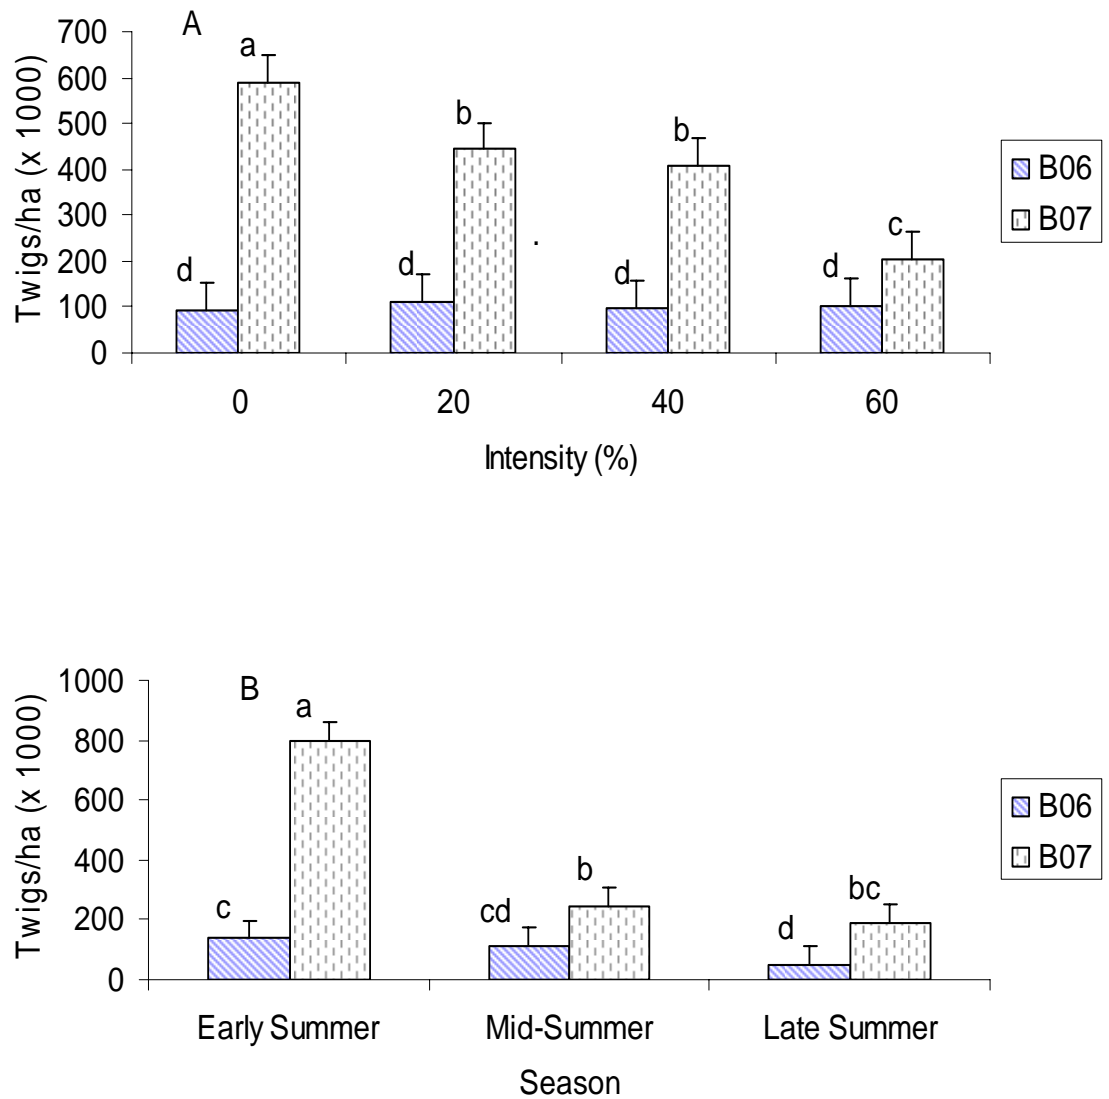 A
Twigs/ha (x 1000)
700
600
500
400
300
200
100
0
a
b
b
c
d
d
d
d
0 20 40 60
Intensity (%)
B06
B07
B
Twigs/ha (x 1000)
1000
800
600
400
200
0
a
c
cd
b
d
bc
Early Summer Mid-Summer Late Summer
Season
B06
B07